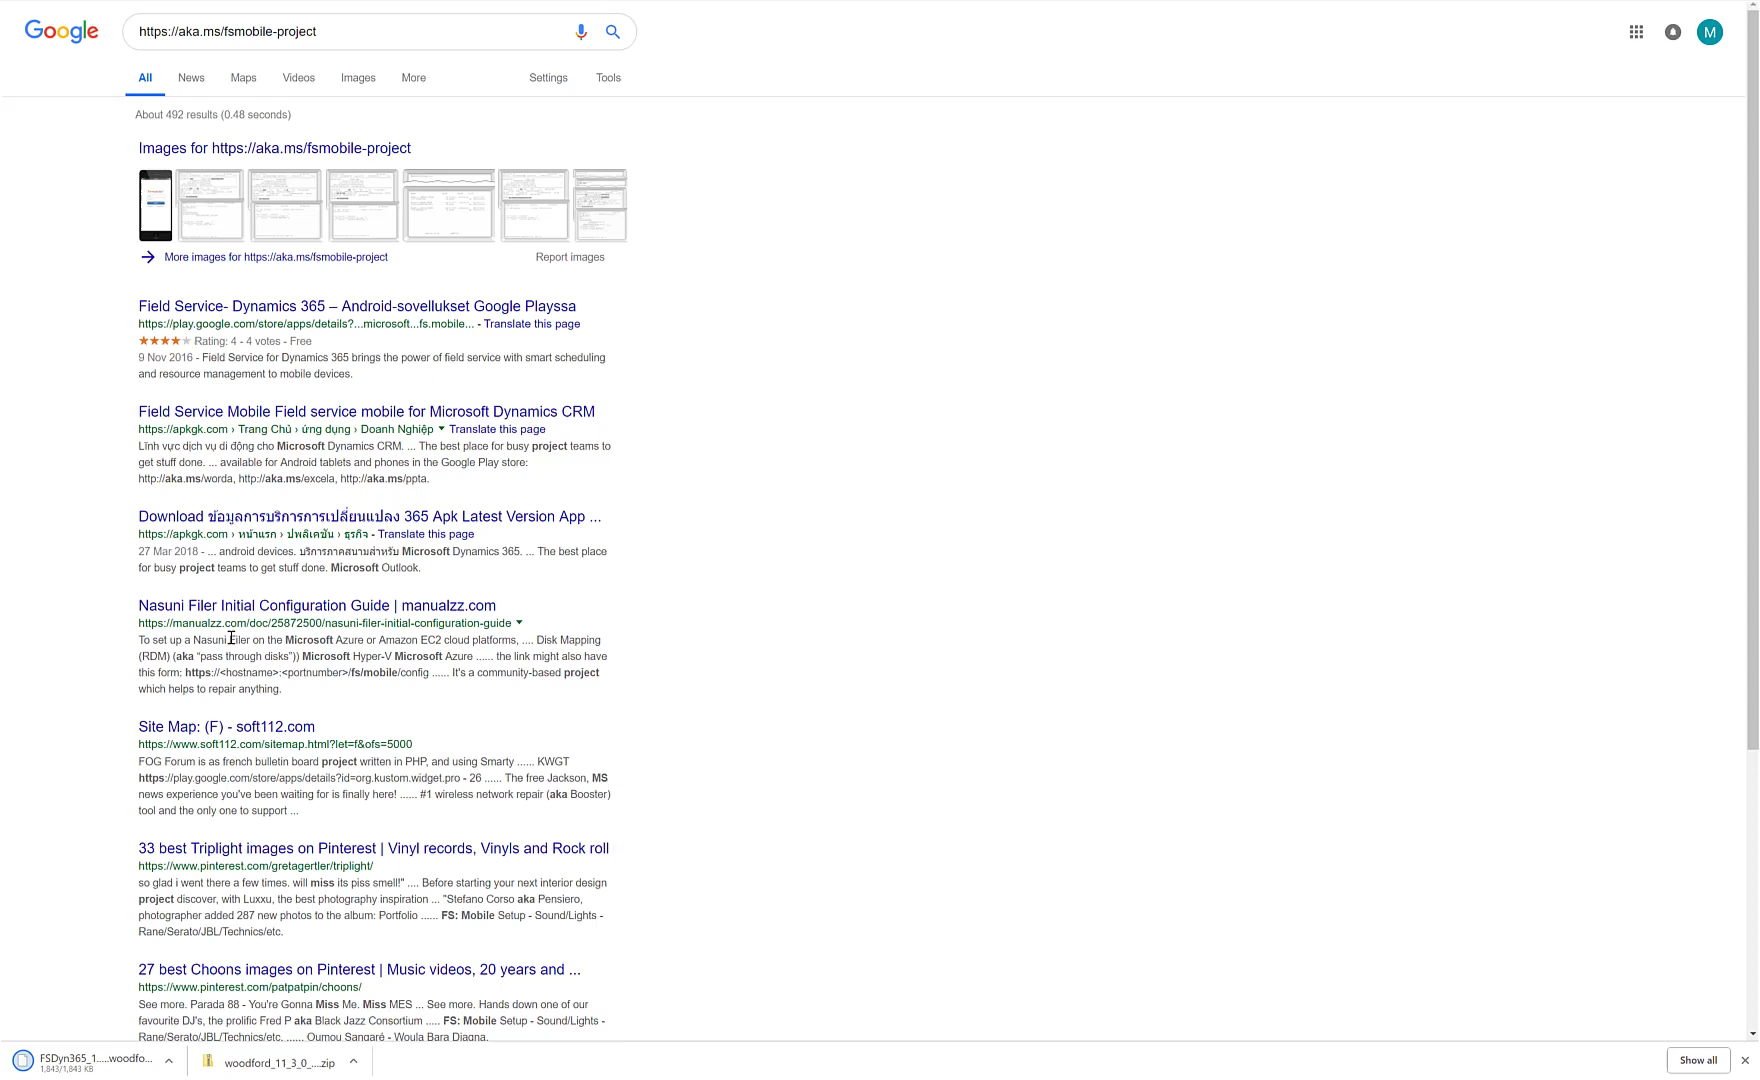 Google
https://aka.ms/fsmobile-project
M
All News Maps Videos Images More Settings Tools
About 492 results (0.48 seconds)
Images for https://aka.ms/fsmobile-project
More images for https://aka.ms/fsmobile-project Report images
Field Service- Dynamics 365 – Android-sovellukset Google Playssa
https://play.google.com/store/apps/details?...microsoft...fs.mobile... - Translate this page
Rating: 4 - 4 votes - Free
9 Nov 2016 - Field Service for Dynamics 365 brings the power of field service with smart scheduling
and resource management to mobile devices.
Field Service Mobile Field service mobile for Microsoft Dynamics CRM
https://apkgk.com › Trang Chủ › ứng dụng › Doanh Nghiệp Translate this page
Lĩnh vực dịch vụ di động cho Microsoft Dynamics CRM. ... The best place for busy project teams to
get stuff done. ... available for Android tablets and phones in the Google Play store:
http://aka.ms/worda, http://aka.ms/excela, http://aka.ms/ppta.
Download ข้อมูลการบริการการเปลี่ยนแปลง 365 Apk Latest Version App ...
https://apkgk.com › หน้าแรก › ปพลิเคชัน › ธุรกิจ - Translate this page
27 Mar 2018 - ... android devices. บริการภาคสนามสำหรับ Microsoft Dynamics 365. ... The best place
for busy project teams to get stuff done. Microsoft Outlook.
Nasuni Filer Initial Configuration Guide | manualzz.com
https://manualzz.com/doc/25872500/nasuni-filer-initial-configuration-guide
To set up a Nasuni Filer on the Microsoft Azure or Amazon EC2 cloud platforms, .... Disk Mapping
(RDM) (aka “pass through disks”)) Microsoft Hyper-V Microsoft Azure ...... the link might also have
this form: https://<hostname>:<portnumber>/fs/mobile/config ...... It's a community-based project
which helps to repair anything.
Site Map: (F) - soft112.com
https://www.soft112.com/sitemap.html?let=f&ofs=5000
FOG Forum is as french bulletin board project written in PHP, and using Smarty ...... KWGT
https://play.google.com/store/apps/details?id=org.kustom.widget.pro - 26 ...... The free Jackson, MS
news experience you've been waiting for is finally here! ...... #1 wireless network repair (aka Booster)
tool and the only one to support ...
33 best Triplight images on Pinterest | Vinyl records, Vinyls and Rock roll
https://www.pinterest.com/gretagertler/triplight/
so glad i went there a few times. will miss its piss smell!" .... Before starting your next interior design
project discover, with Luxxu, the best photography inspiration ... "Stefano Corso aka Pensiero,
photographer added 287 new photos to the album: Portfolio ...... FS: Mobile Setup - Sound/Lights -
Rane/Serato/JBL/Technics/etc.
27 best Choons images on Pinterest | Music videos, 20 years and ...
https://www.pinterest.com/patpatpin/choons/
See more. Parada 88 - You're Gonna Miss Me. Miss MES ... See more. Hands down one of our
favourite DJ's, the prolific Fred P aka Black Jazz Consortium ..... FS: Mobile Setup - Sound/Lights -
Rane/Serato/JBL/Technics/etc. ...... Oumou Sangaré - Woula Bara Diagna.
FSDyn365_1.....woodfo...
1,843/1,843 KB
woodford_11_3_0_....zip
Show all